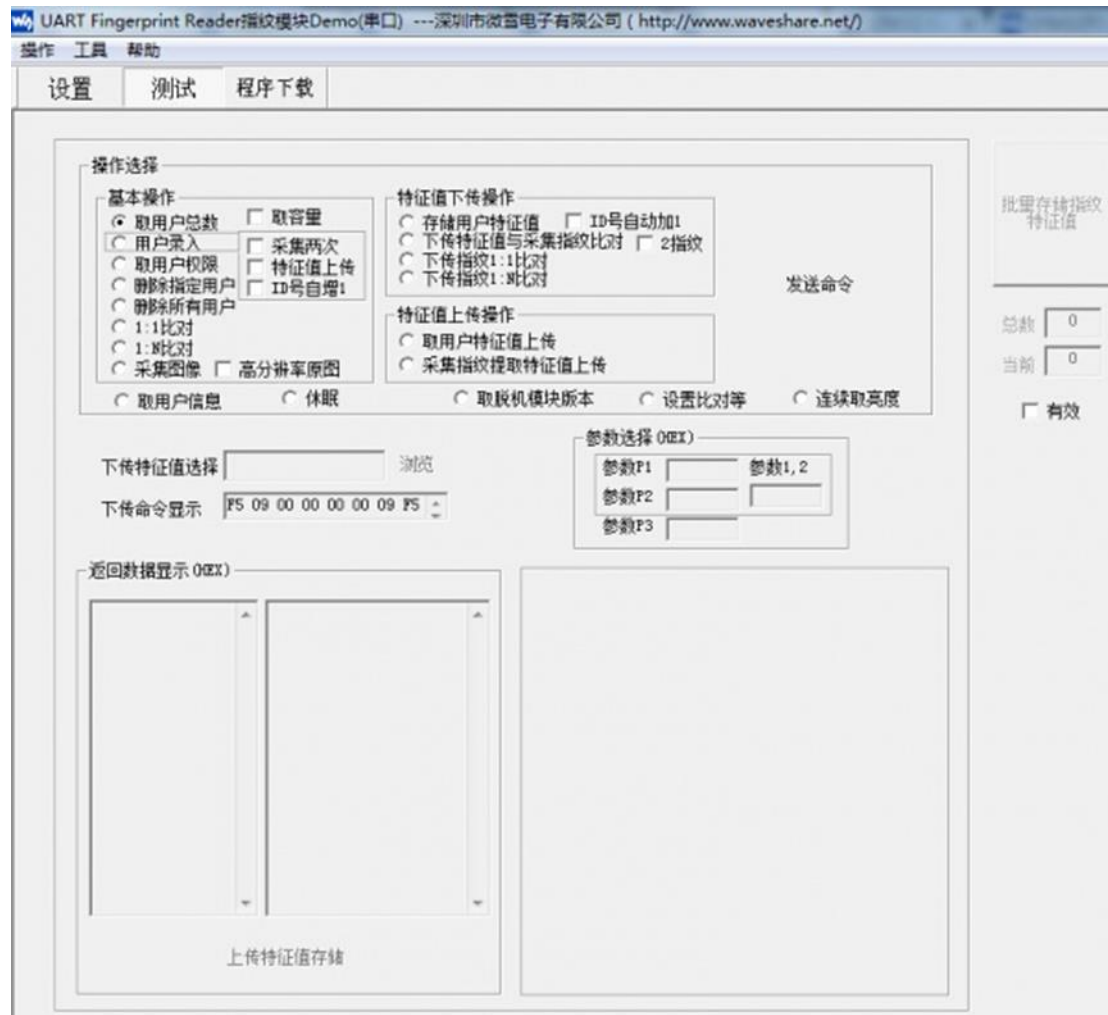 UART Fingerprint Reader指纹模块Demo(串口) ---深圳市微雪电子有限公司 ( http://www.waveshare.net/)
操作 工具 帮助
设置 测试 程序下载
操作选择
基本操作
取用户总数 取容量
用户录入 采集两次
取用户权限 特征值上传
删除指定用户 ID号自增1
删除所有用户
1:1比对
1:N比对
采集图像 高分辨率原图
特征值下传操作
存储用户特征值 ID号自动加1
下传特征值与采集指纹比对 2指纹
下传指纹1:1比对
下传指纹1:N比对
特征值上传操作
取用户特征值上传
采集指纹提取特征值上传
发送命令
取用户信息 休眠 取脱机模块版本 设置比对等 连续取亮度
批量存储指纹
特征值
总数 0
当前 0
有效
下传特征值选择 浏览
下传命令显示 F5 09 00 00 00 00 09 F5
参数选择(HEX)
参数P1 参数1,2
参数P2
参数P3
返回数据显示(HEX)
上传特征值存储